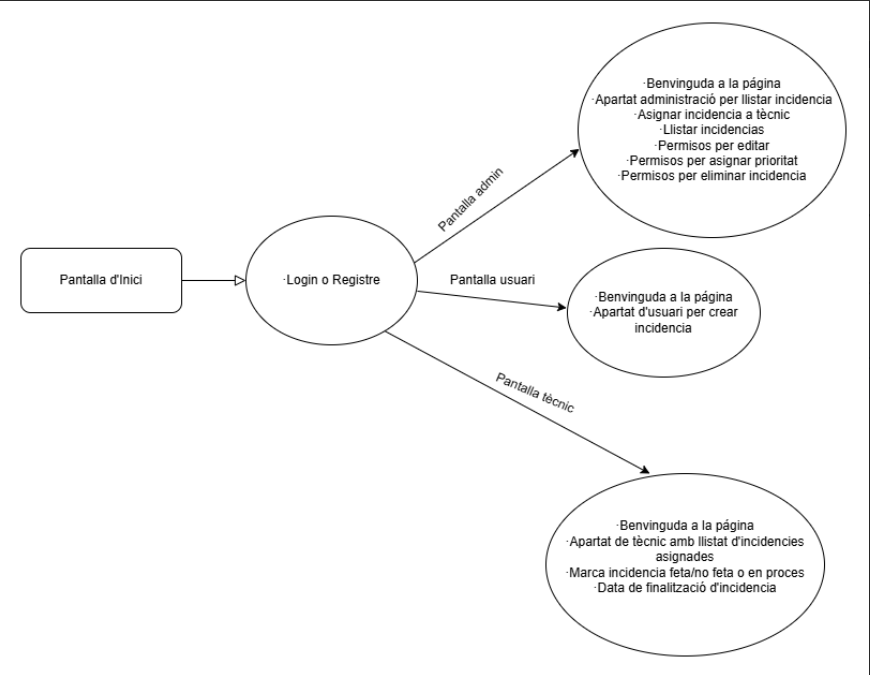 Pantalla d'Inici
·Login o Registre
Pantalla admin
·Benvinguda a la página
·Apartat administració per llistar incidencia
·Asignar incidencia a tècnic
·Llistar incidencias
·Permisos per editar
·Permisos per asignar prioritat
·Permisos per eliminar incidencia
Pantalla usuari
·Benvinguda a la página
·Apartat d'usuari per crear
incidencia
Pantalla tècnic
·Benvinguda a la página
·Apartat de tècnic amb llistat d'incidencies
asignades
·Marca incidencia feta/no feta o en proces
·Data de finalització d'incidencia